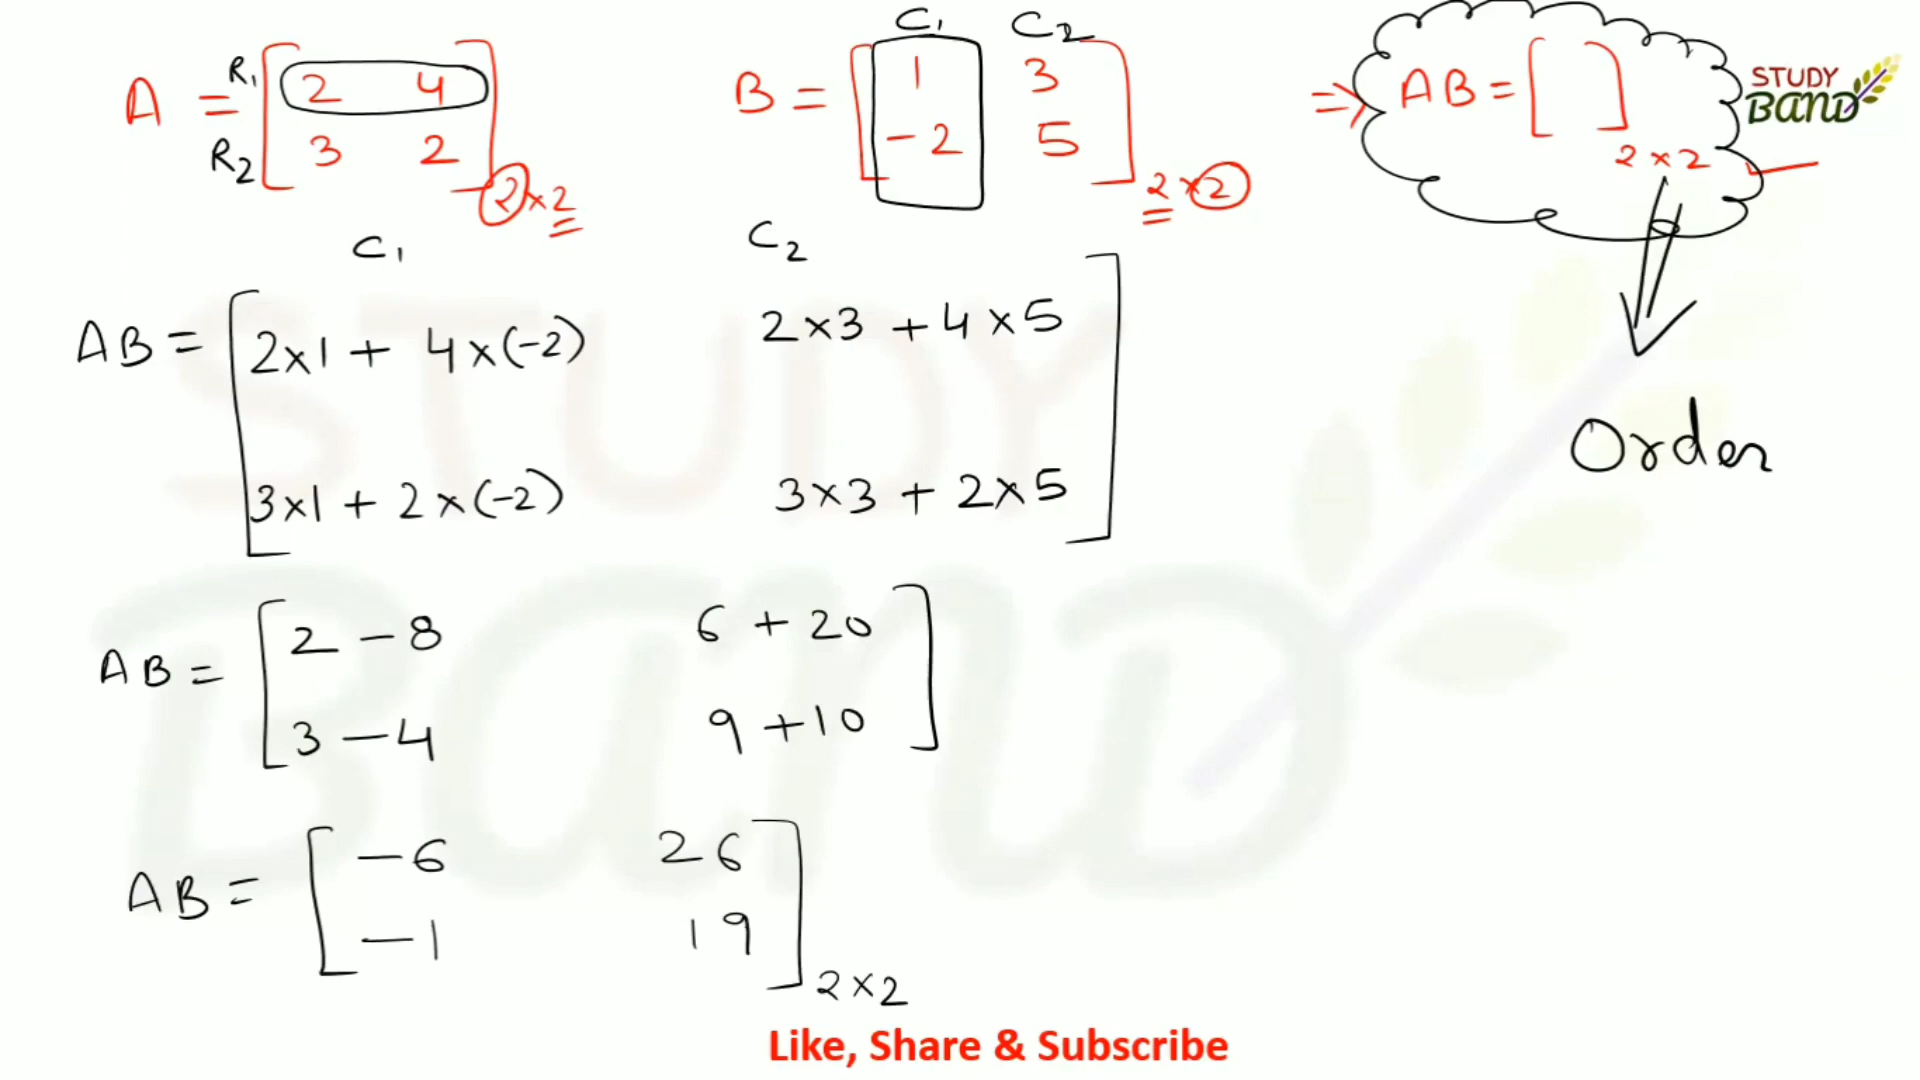 C₁ C₂
A = R₁ [ 2 4
R₂ 3 2 ] 2×2
B = [ 1 3
-2 5 ] 2×2
=> AB = [ ] 2×2
STUDY
BAND
Order
C₁ C₂
AB = [ 2×1 + 4×(-2) 2×3 + 4×5
3×1 + 2×(-2) 3×3 + 2×5 ]
AB = [ 2 - 8 6 + 20
3 - 4 9 + 10 ]
AB = [ -6 26
-1 19 ] 2×2
STUDY
BAND
Like, Share & Subscribe